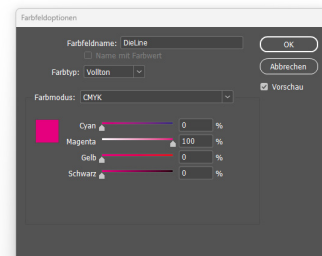 Farbfeldoptionen
Farbfeldname: DieLine
Name mit Farbwert
Farbtyp: Vollton
Farbmodus: CMYK
Cyan 0 %
Magenta 100 %
Gelb 0 %
Schwarz 0 %
OK
Abbrechen
Vorschau